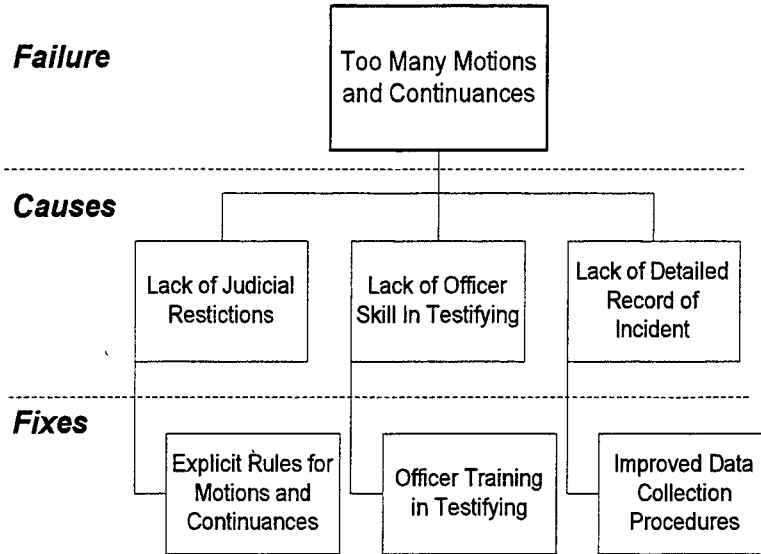 Failure
Too Many Motions
and Continuances
Causes
Lack of Judicial
Restictions
Lack of Officer
Skill In Testifying
Lack of Detailed
Record of
Incident
Fixes
Explicit Rules for
Motions and
Continuances
Officer Training
in Testifying
Improved Data
Collection
Procedures